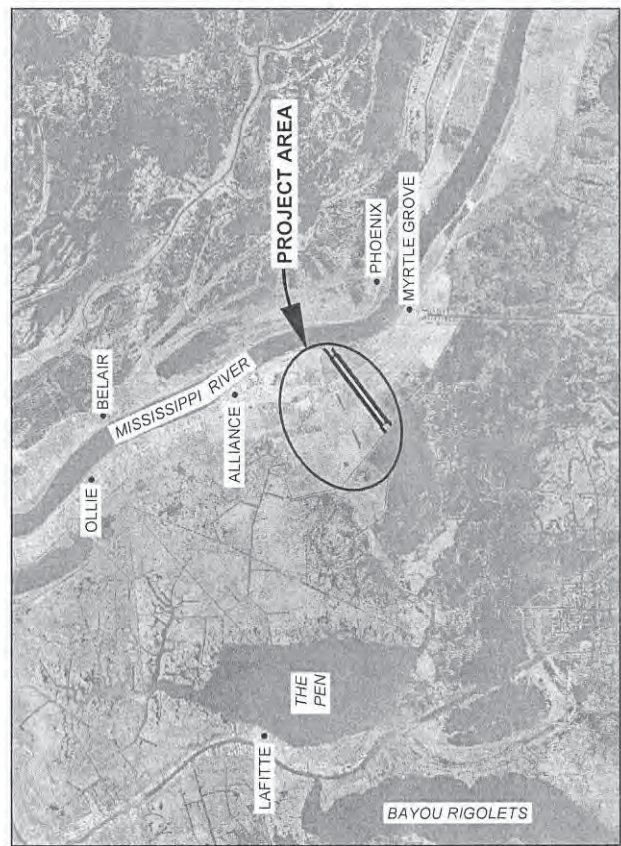 OLLIE
BELAIR
MISSISSIPPI RIVER
ALLIANCE
LAFITTE
PROJECT AREA
THE
PEN
PHOENIX
MYRTLE GROVE
BAYOU RIGOLETS